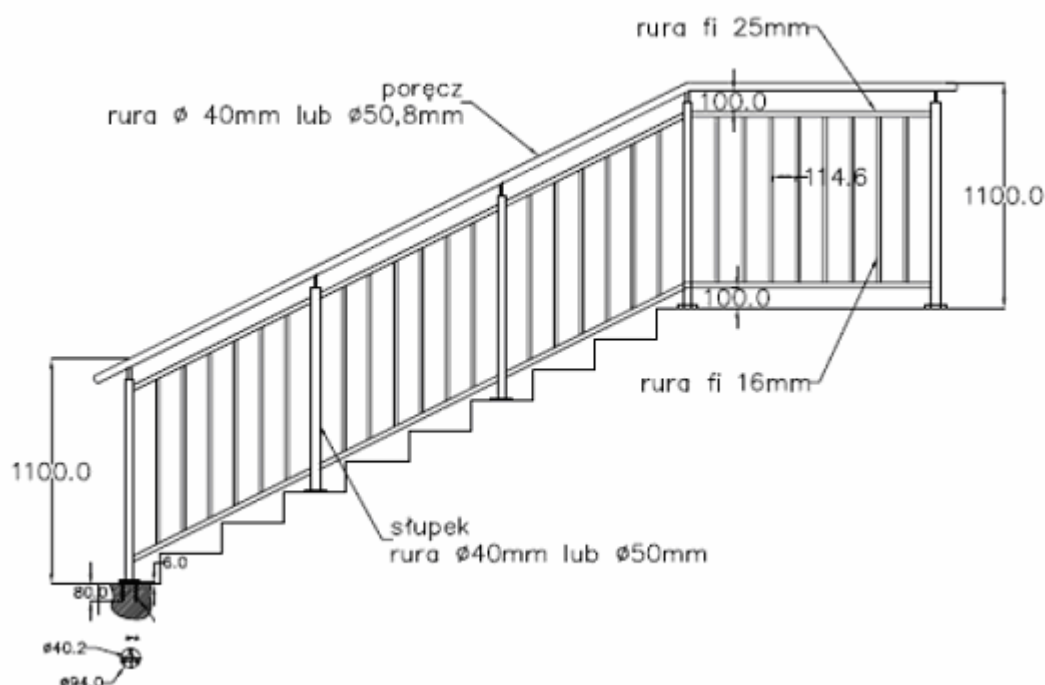 rura fi 25mm
poręcz
rura ø 40mm lub ø50,8mm
100.0
114.6
1100.0
100.0
rura fi 16mm
1100.0
słupek
rura ø40mm lub ø50mm
6.0
80.0
ø40.2
ø94.0